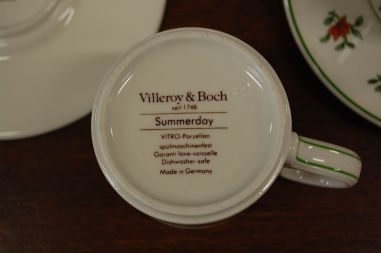 Villeroy & Boch
seit 1748
Summerday
VITRO-Porzellan
spülmaschinenfest
Garanti lave-vaisselle
Dishwasher-safe
Made in Germany